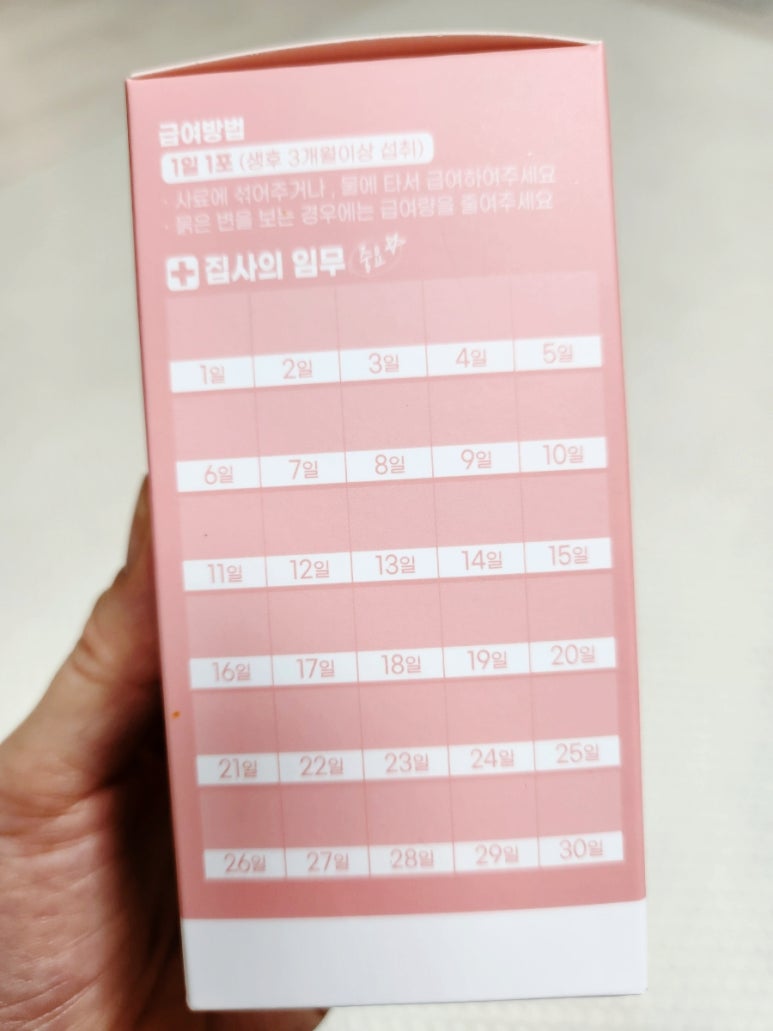 급여방법
1일 1포 (생후 3개월이상 섭취)
· 사료에 섞어주거나 , 물에 타서 급여하여주세요
· 묽은 변을 보는 경우에는 급여량을 줄여주세요
집사의 임무 중요
1일 2일 3일 4일 5일
6일 7일 8일 9일 10일
11일 12일 13일 14일 15일
16일 17일 18일 19일 20일
21일 22일 23일 24일 25일
26일 27일 28일 29일 30일